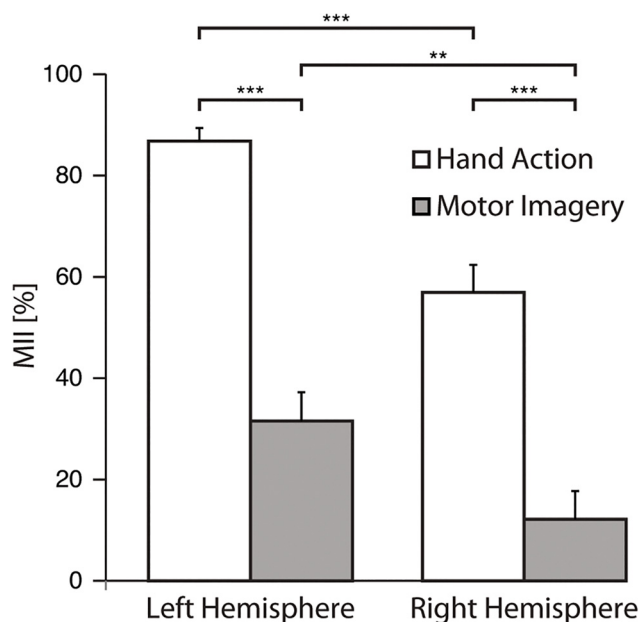 ***
**
*** ***
100
Hand Action
80
Motor Imagery
60
MII [%]
40
20
0
Left Hemisphere Right Hemisphere